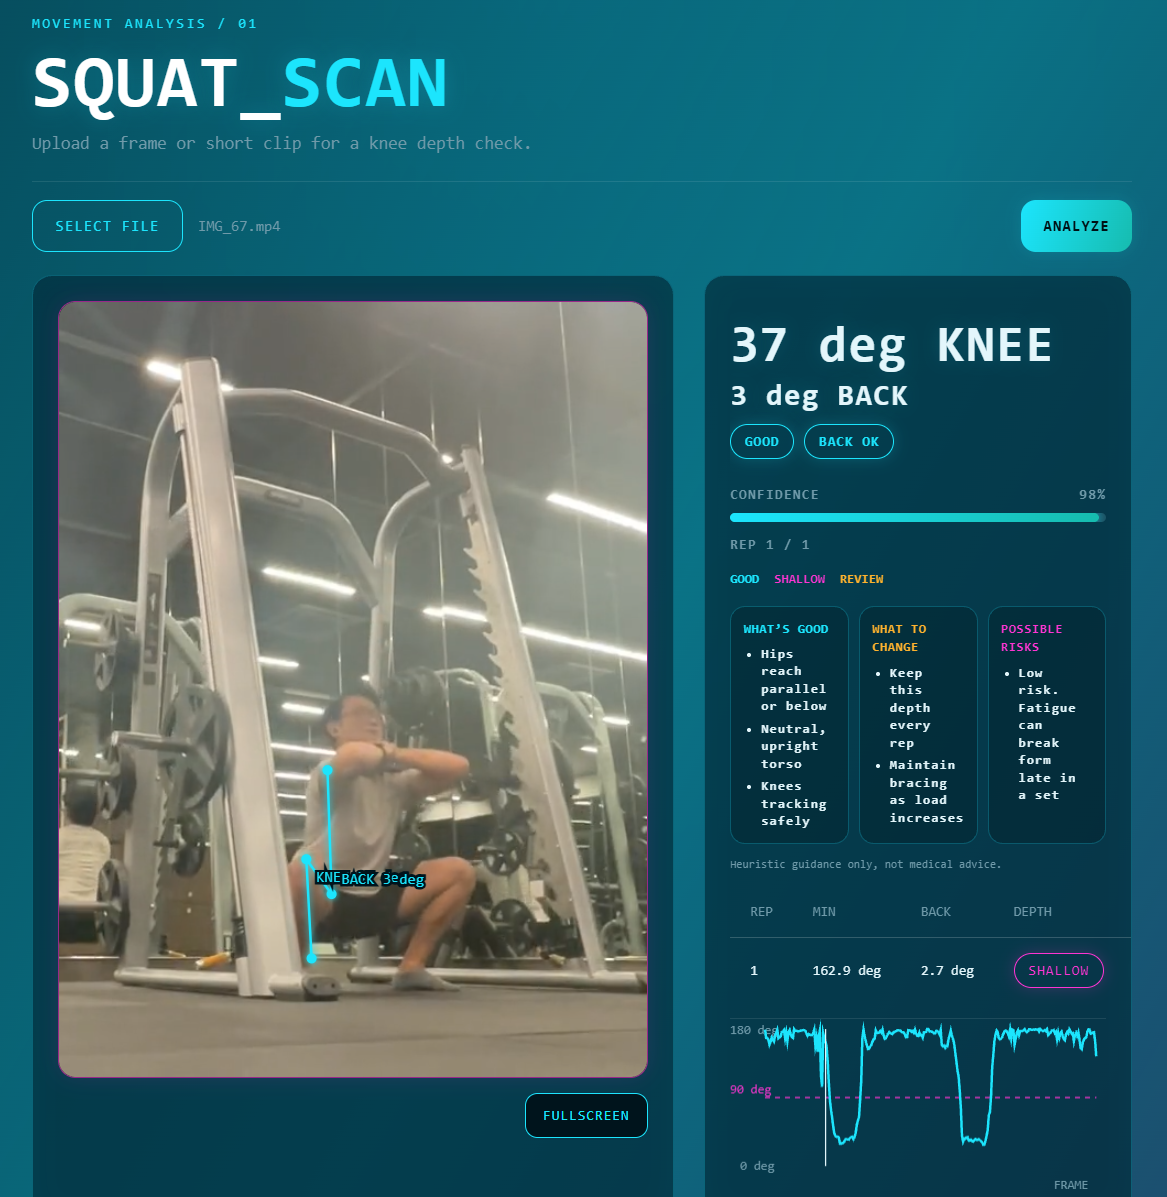 MOVEMENT ANALYSIS / 01
SQUAT_SCAN
Upload a frame or short clip for a knee depth check.
SELECT FILE
IMG_67.mp4
ANALYZE
KNE
BACK 3 deg
FULLSCREEN
37 deg KNEE
3 deg BACK
GOOD
BACK OK
CONFIDENCE
98%
REP 1 / 1
GOOD SHALLOW REVIEW
WHAT’S GOOD
• Hips
reach
parallel
or below
• Neutral,
upright
torso
• Knees
tracking
safely
WHAT TO
CHANGE
• Keep
this
depth
every
rep
• Maintain
bracing
as load
increases
POSSIBLE
RISKS
• Low
risk.
Fatigue
can
break
form
late in
a set
Heuristic guidance only, not medical advice.
REP MIN BACK DEPTH
1 162.9 deg 2.7 deg SHALLOW
180 deg
90 deg
0 deg
FRAME